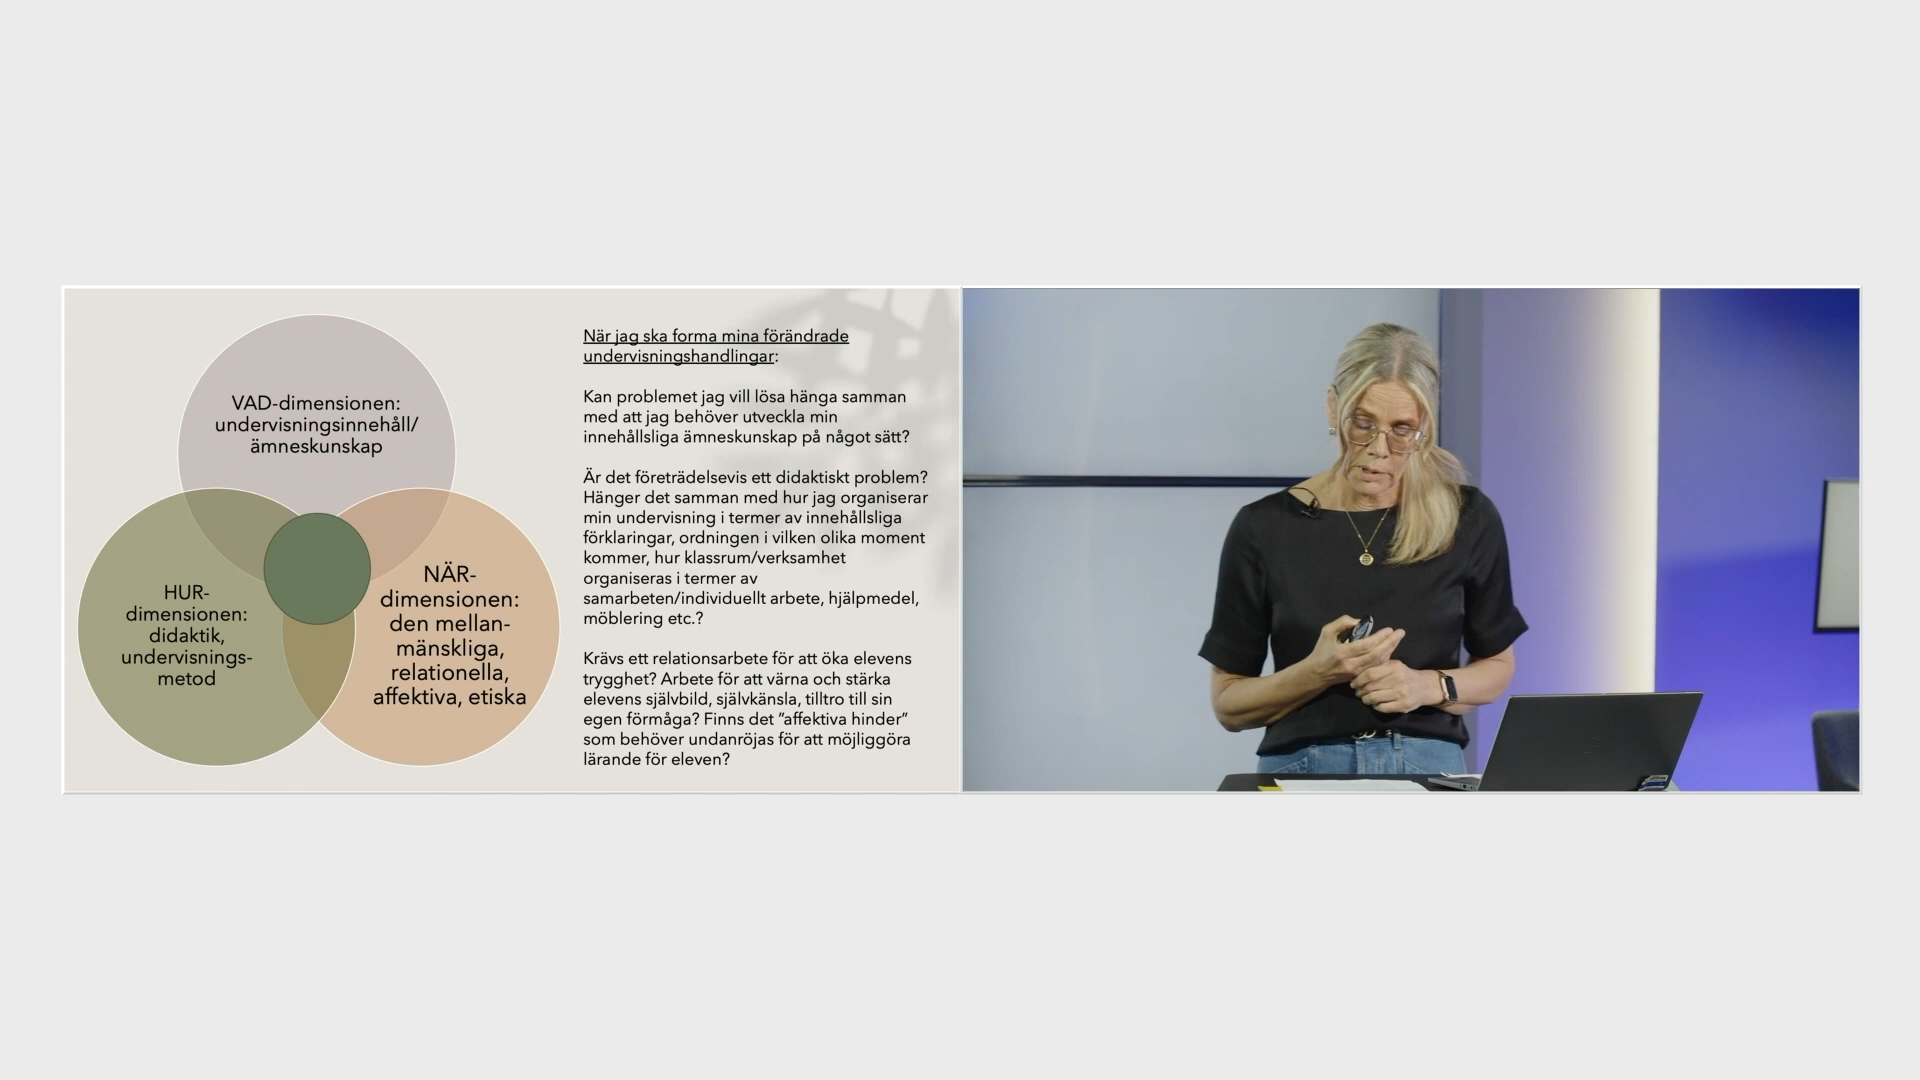 VAD-dimensionen:
undervisningsinnehåll/
ämneskunskap
HUR-
dimensionen:
didaktik,
undervisnings-
metod
NÄR-
dimensionen:
den mellan-
mänskliga,
relationella,
affektiva, etiska
När jag ska forma mina förändrade
undervisningshandlingar:
Kan problemet jag vill lösa hänga samman
med att jag behöver utveckla min
innehållsliga ämneskunskap på något sätt?
Är det företrädelsevis ett didaktiskt problem?
Hänger det samman med hur jag organiserar
min undervisning i termer av innehållsliga
förklaringar, ordningen i vilken olika moment
kommer, hur klassrum/verksamhet
organiseras i termer av
samarbeten/individuellt arbete, hjälpmedel,
möblering etc.?
Krävs ett relationsarbete för att öka elevens
trygghet? Arbete för att värna och stärka
elevens självbild, självkänsla, tilltro till sin
egen förmåga? Finns det ”affektiva hinder”
som behöver undanröjas för att möjliggöra
lärande för eleven?